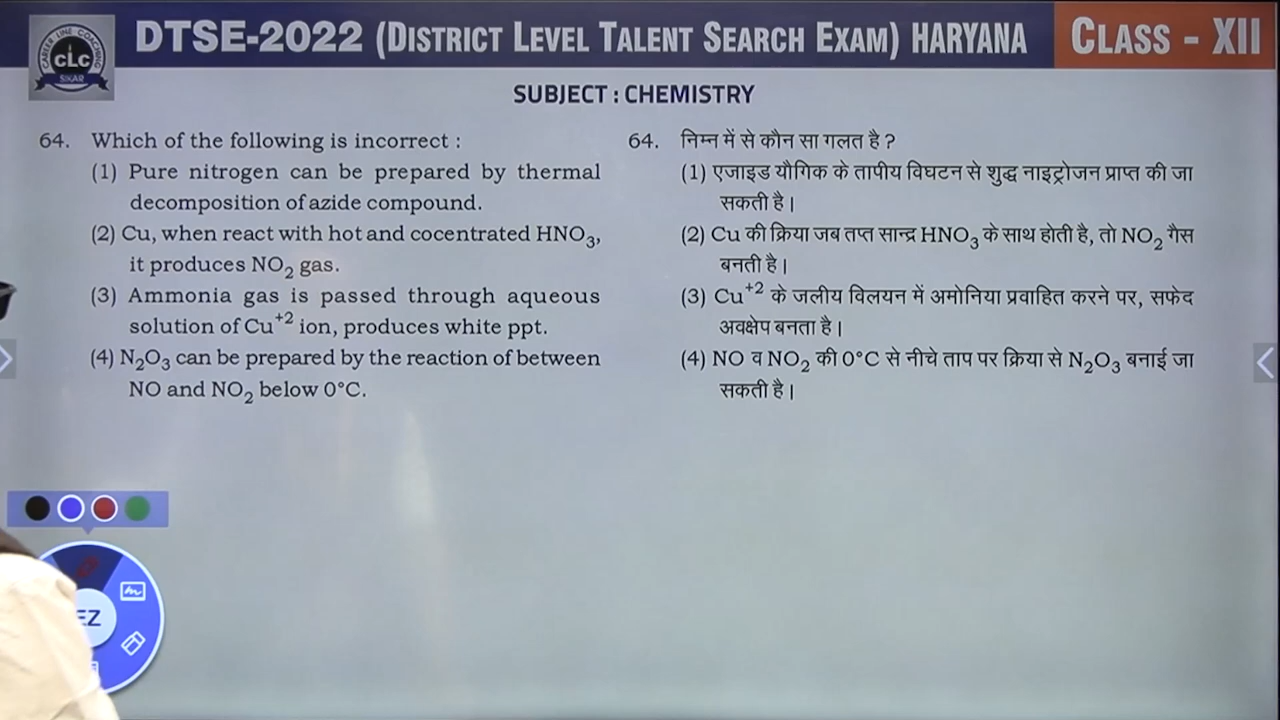 CAREER LINE COACHING
CLC
SIKAR
DTSE-2022 (DISTRICT LEVEL TALENT SEARCH EXAM) HARYANA
CLASS - XII
SUBJECT : CHEMISTRY
64. Which of the following is incorrect :
(1) Pure nitrogen can be prepared by thermal
decomposition of azide compound.
(2) Cu, when react with hot and cocentrated HNO₃,
it produces NO₂ gas.
(3) Ammonia gas is passed through aqueous
solution of Cu⁺² ion, produces white ppt.
(4) N₂O₃ can be prepared by the reaction of between
NO and NO₂ below 0°C.
64. निम्न में से कौन सा गलत है ?
(1) एजाइड यौगिक के तापीय विघटन से शुद्ध नाइट्रोजन प्राप्त की जा
सकती है।
(2) Cu की क्रिया जब तप्त सान्द्र HNO₃ के साथ होती है, तो NO₂ गैस
बनती है।
(3) Cu⁺² के जलीय विलयन में अमोनिया प्रवाहित करने पर, सफेद
अवक्षेप बनता है।
(4) NO व NO₂ की 0°C से नीचे ताप पर क्रिया से N₂O₃ बनाई जा
सकती है।
EZ